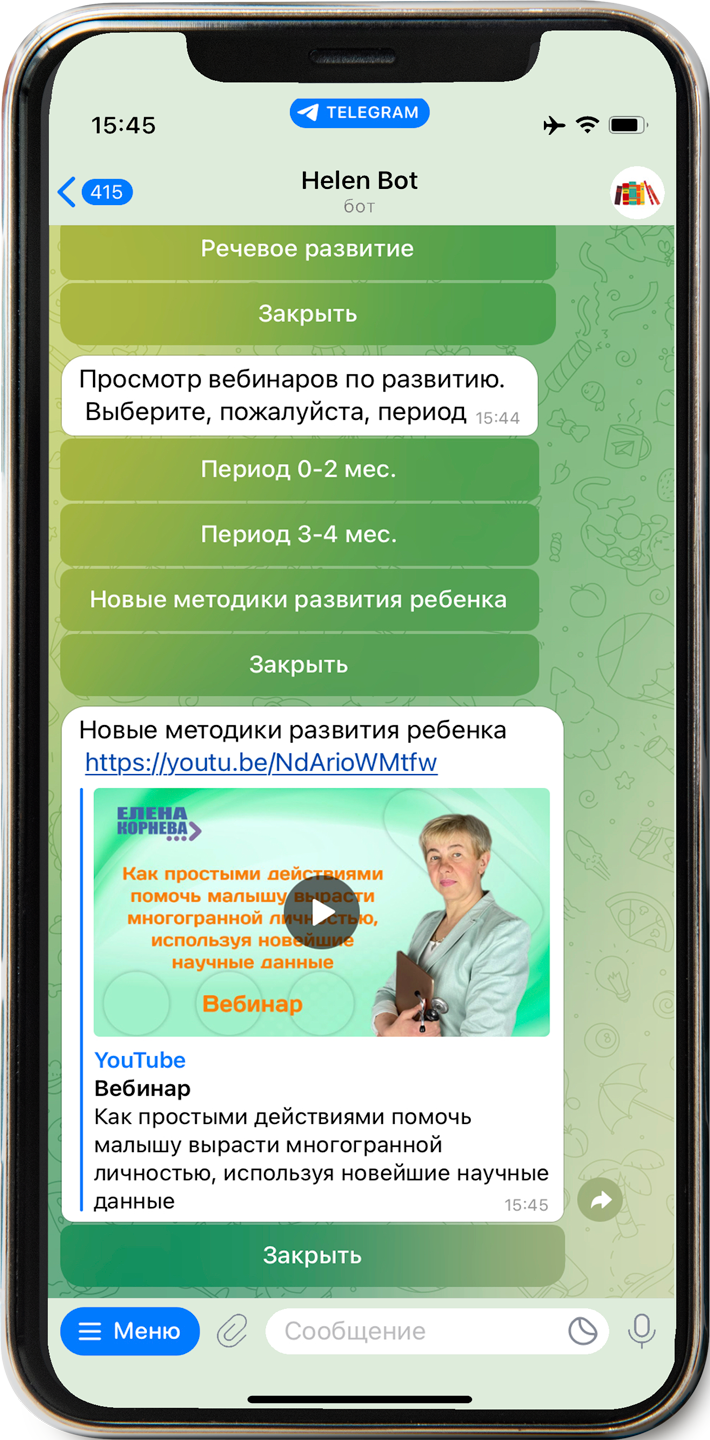 15:45
TELEGRAM
415
Helen Bot
бот
Речевое развитие
Закрыть
Просмотр вебинаров по развитию.
Выберите, пожалуйста, период
15:44
Период 0-2 мес.
Период 3-4 мес.
Новые методики развития ребенка
Закрыть
Новые методики развития ребенка
https://youtu.be/NdArioWMtfw
ЕЛЕНА
КОРНЕВА
Как простыми действиями
помочь малышу вырасти
многогранной личностью,
используя новейшие
научные данные
Вебинар
YouTube
Вебинар
Как простыми действиями помочь
малышу вырасти многогранной
личностью, используя новейшие научные
данные
15:45
Закрыть
Меню
Сообщение